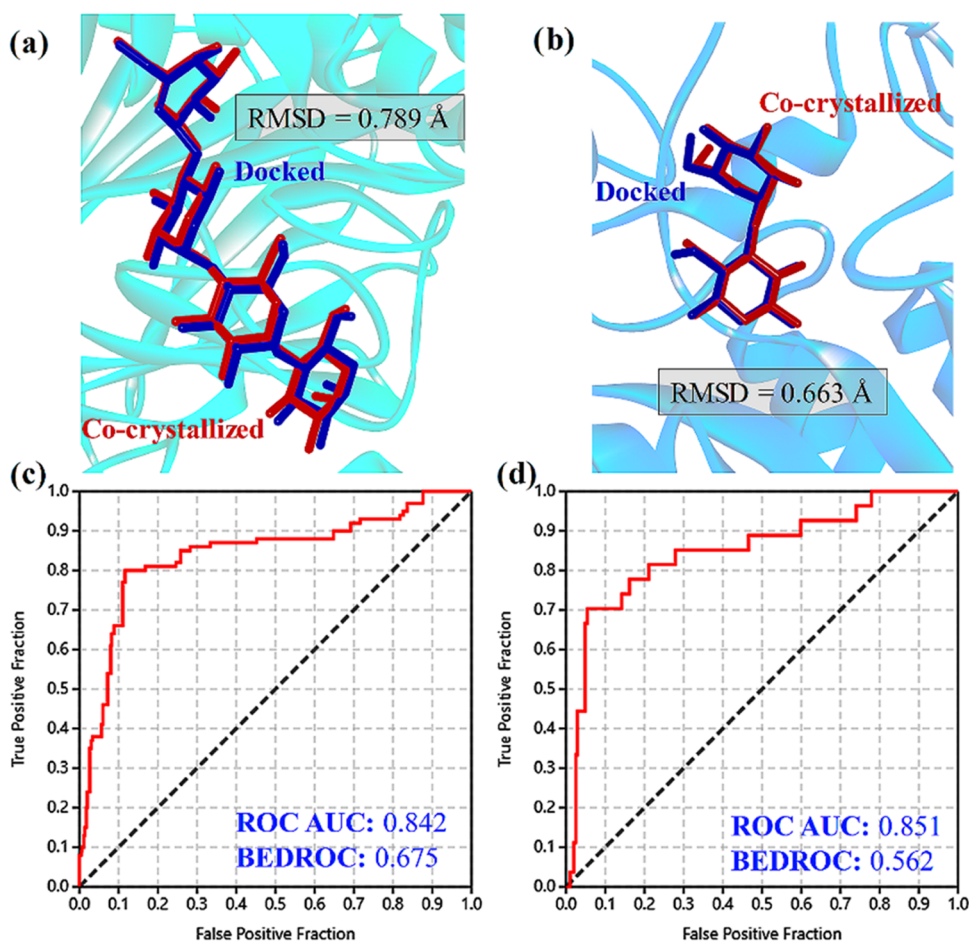 (a)
RMSD = 0.789 Å
Docked
Co-crystallized
(b)
Co-crystallized
Docked
RMSD = 0.663 Å
(c)
1.0
0.9
0.8
0.7
0.6
0.5
0.4
0.3
0.2
0.1
0.0
True Positive Fraction
ROC AUC: 0.842
BEDROC: 0.675
0.0 0.1 0.2 0.3 0.4 0.5 0.6 0.7 0.8 0.9 1.0
False Positive Fraction
(d)
1.0
0.9
0.8
0.7
0.6
0.5
0.4
0.3
0.2
0.1
0.0
True Positive Fraction
ROC AUC: 0.851
BEDROC: 0.562
0.0 0.1 0.2 0.3 0.4 0.5 0.6 0.7 0.8 0.9 1.0
False Positive Fraction